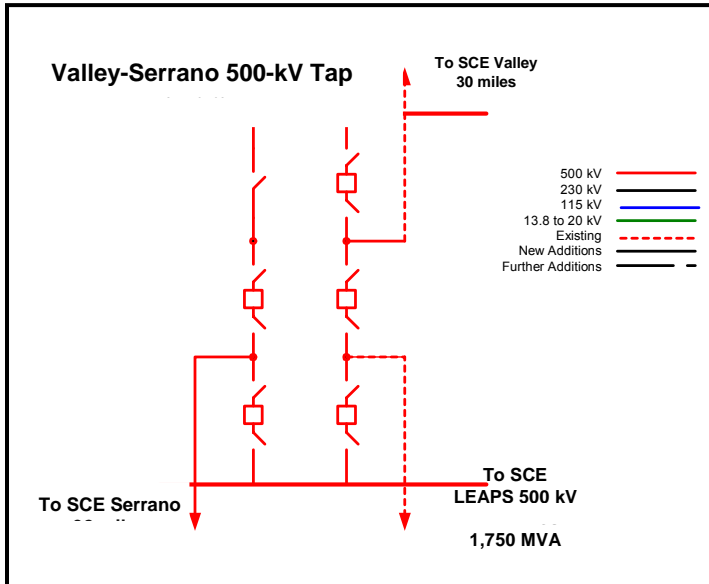 Valley-Serrano 500-kV Tap
To SCE Valley
30 miles
500 kV
230 kV
115 kV
13.8 to 20 kV
Existing
New Additions
Further Additions
To SCE Serrano
To SCE
LEAPS 500 kV
1,750 MVA